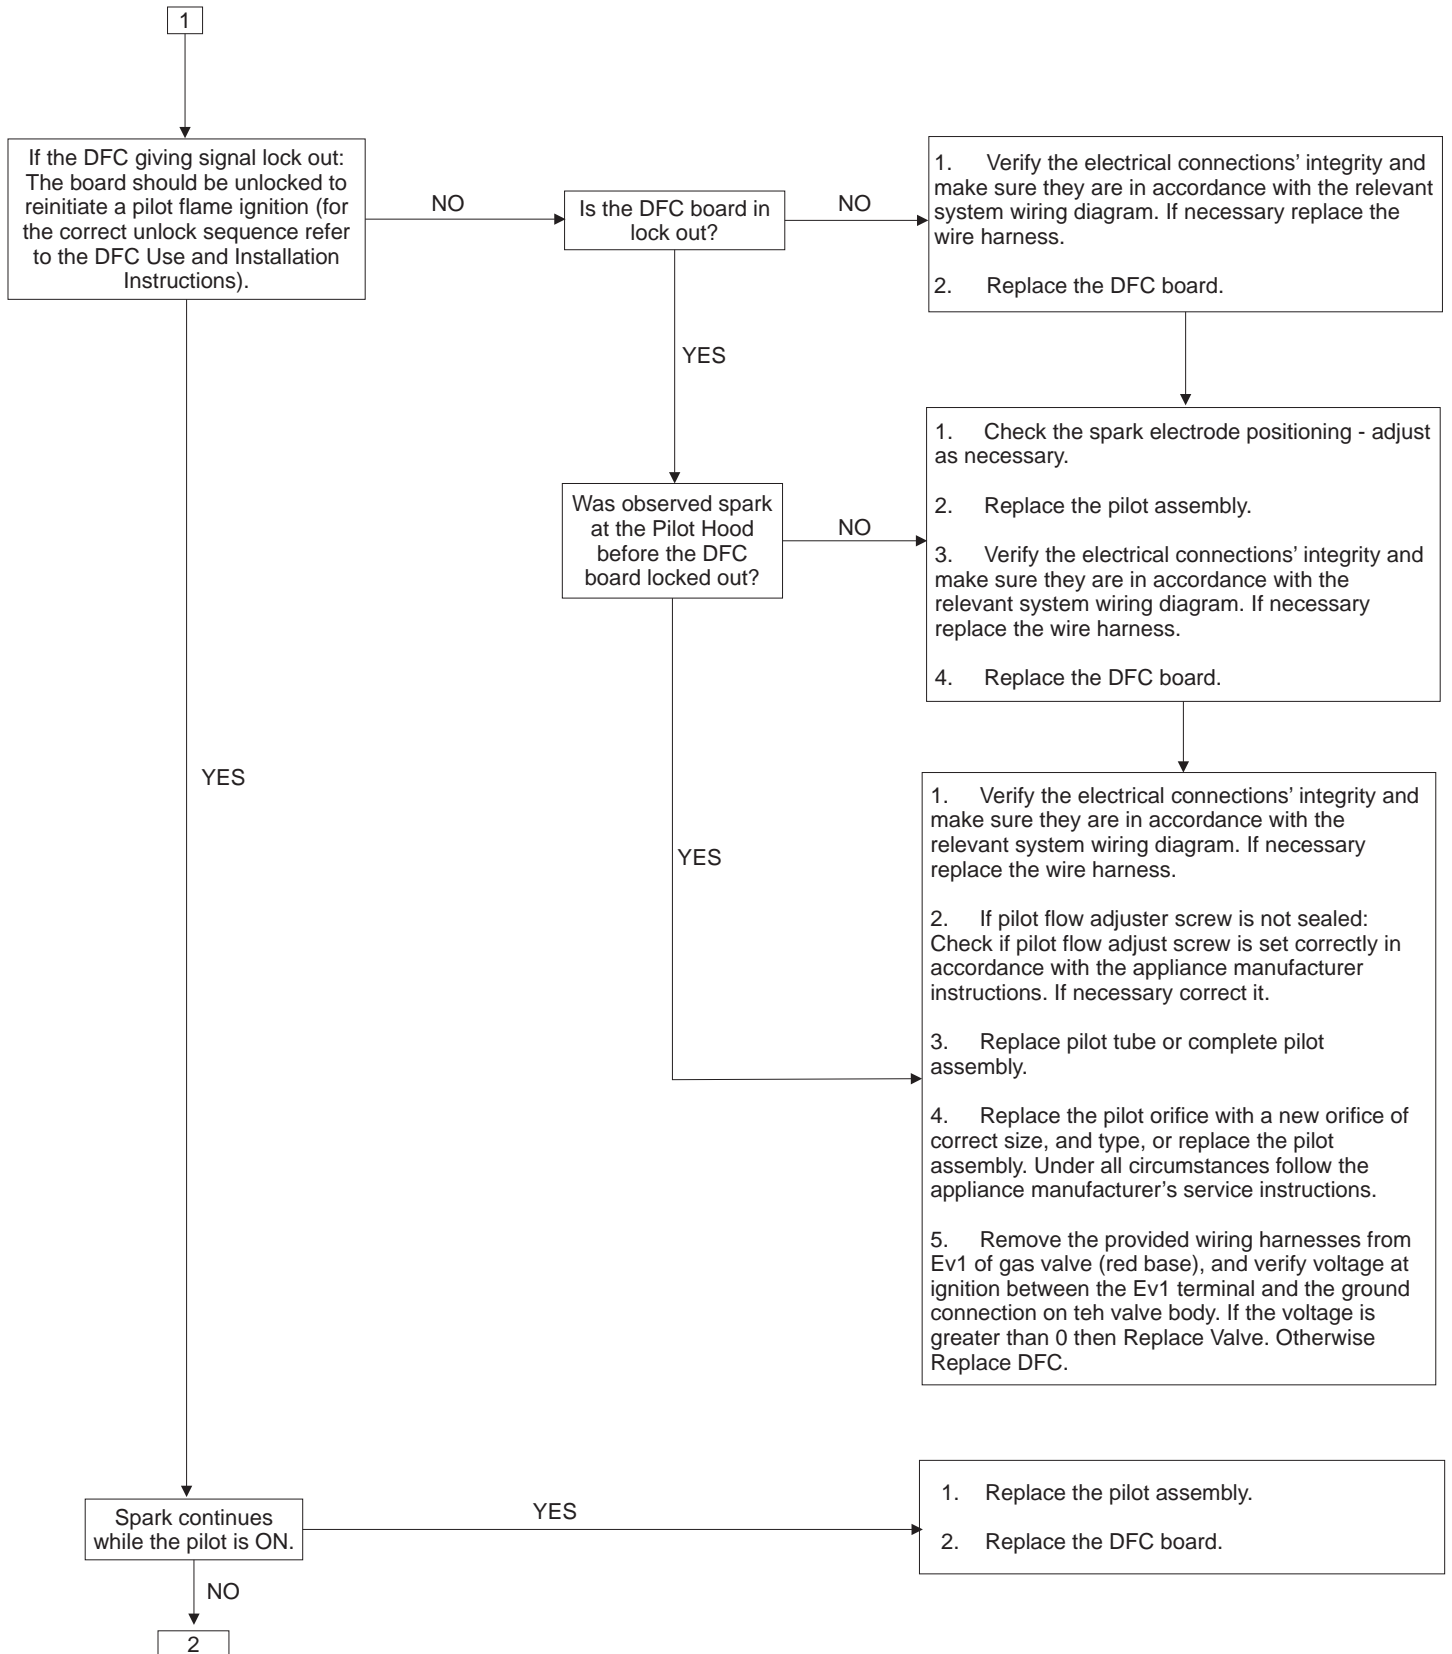 1
If the DFC giving signal lock out:
The board should be unlocked to
reinitiate a pilot flame ignition (for
the correct unlock sequence refer
to the DFC Use and Installation
Instructions).
NO
Is the DFC board in
lock out?
NO
1. Verify the electrical connections' integrity and
make sure they are in accordance with the relevant
system wiring diagram. If necessary replace the
wire harness.
2. Replace the DFC board.
YES
Was observed spark
at the Pilot Hood
before the DFC
board locked out?
NO
1. Check the spark electrode positioning - adjust
as necessary.
2. Replace the pilot assembly.
3. Verify the electrical connections' integrity and
make sure they are in accordance with the
relevant system wiring diagram. If necessary
replace the wire harness.
4. Replace the DFC board.
YES
YES
1. Verify the electrical connections' integrity and
make sure they are in accordance with the
relevant system wiring diagram. If necessary
replace the wire harness.
2. If pilot flow adjuster screw is not sealed:
Check if pilot flow adjust screw is set correctly in
accordance with the appliance manufacturer
instructions. If necessary correct it.
3. Replace pilot tube or complete pilot
assembly.
4. Replace the pilot orifice with a new orifice of
correct size, and type, or replace the pilot
assembly. Under all circumstances follow the
appliance manufacturer's service instructions.
5. Remove the provided wiring harnesses from
Ev1 of gas valve (red base), and verify voltage at
ignition between the Ev1 terminal and the ground
connection on teh valve body. If the voltage is
greater than 0 then Replace Valve. Otherwise
Replace DFC.
Spark continues
while the pilot is ON.
YES
1. Replace the pilot assembly.
2. Replace the DFC board.
NO
2